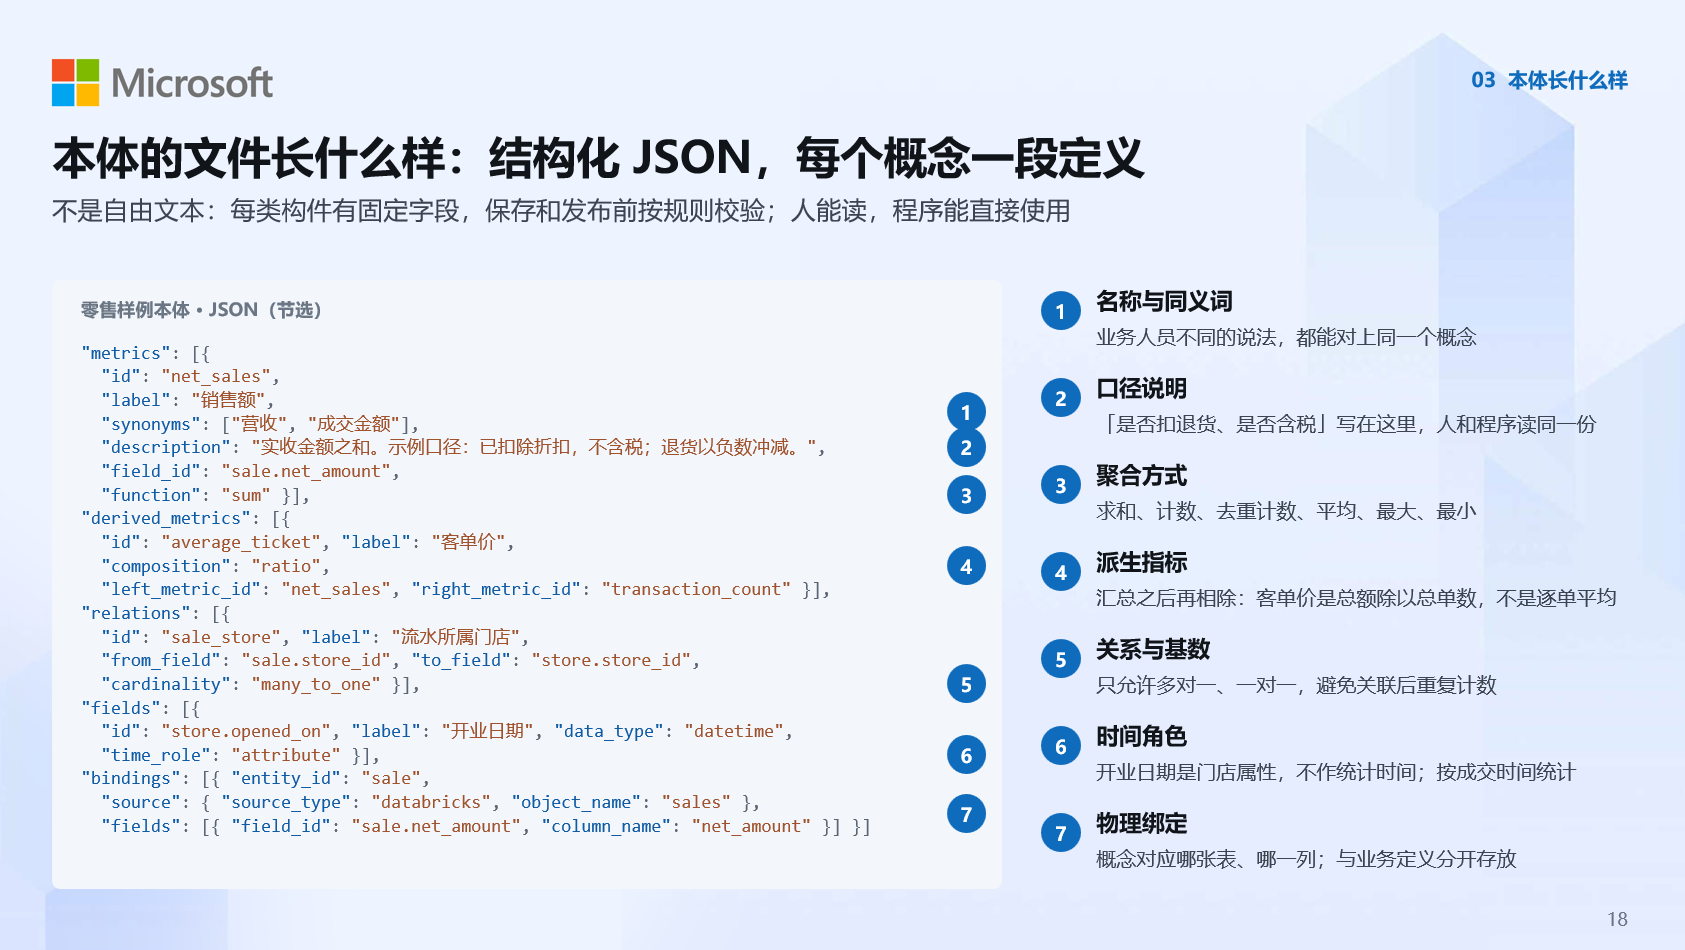 Microsoft
03 本体长什么样
本体的文件长什么样：结构化 JSON，每个概念一段定义
不是自由文本：每类构件有固定字段，保存和发布前按规则校验；人能读，程序能直接使用
零售样例本体 • JSON（节选）
"metrics": [{
"id": "net_sales",
"label": "销售额",
"synonyms": ["营收", "成交金额"],
"description": "实收金额之和。示例口径：已扣除折扣，不含税；退货以负数冲减。",
"field_id": "sale.net_amount",
"function": "sum" }],
"derived_metrics": [{
"id": "average_ticket", "label": "客单价",
"composition": "ratio",
"left_metric_id": "net_sales", "right_metric_id": "transaction_count" }],
"relations": [{
"id": "sale_store", "label": "流水所属门店",
"from_field": "sale.store_id", "to_field": "store.store_id",
"cardinality": "many_to_one" }],
"fields": [{
"id": "store.opened_on", "label": "开业日期", "data_type": "datetime",
"time_role": "attribute" }],
"bindings": [{ "entity_id": "sale",
"source": { "source_type": "databricks", "object_name": "sales" },
"fields": [{ "field_id": "sale.net_amount", "column_name": "net_amount" }] }]
1
2
3
4
5
6
7
1 名称与同义词
业务人员不同的说法，都能对上同一个概念
2 口径说明
「是否扣退货、是否含税」写在这里，人和程序读同一份
3 聚合方式
求和、计数、去重计数、平均、最大、最小
4 派生指标
汇总之后再相除：客单价是总额除以总单数，不是逐单平均
5 关系与基数
只允许多对一、一对一，避免关联后重复计数
6 时间角色
开业日期是门店属性，不作统计时间；按成交时间统计
7 物理绑定
概念对应哪张表、哪一列；与业务定义分开存放
18